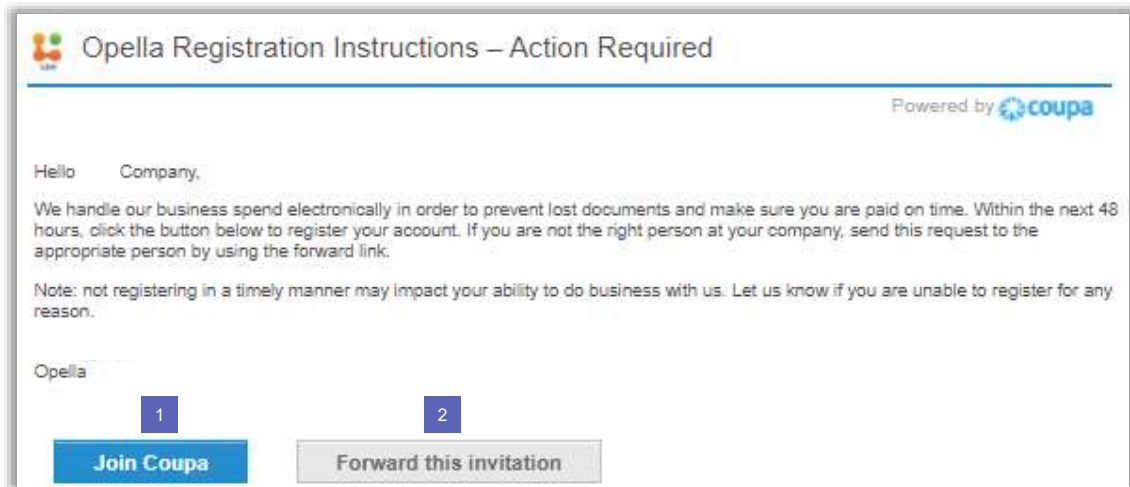 Opella Registration Instructions – Action Required
Powered by coupa
Hello Company,
We handle our business spend electronically in order to prevent lost documents and make sure you are paid on time. Within the next 48
hours, click the button below to register your account. If you are not the right person at your company, send this request to the
appropriate person by using the forward link.
Note: not registering in a timely manner may impact your ability to do business with us. Let us know if you are unable to register for any
reason.
Opella
1 2
Join Coupa Forward this invitation